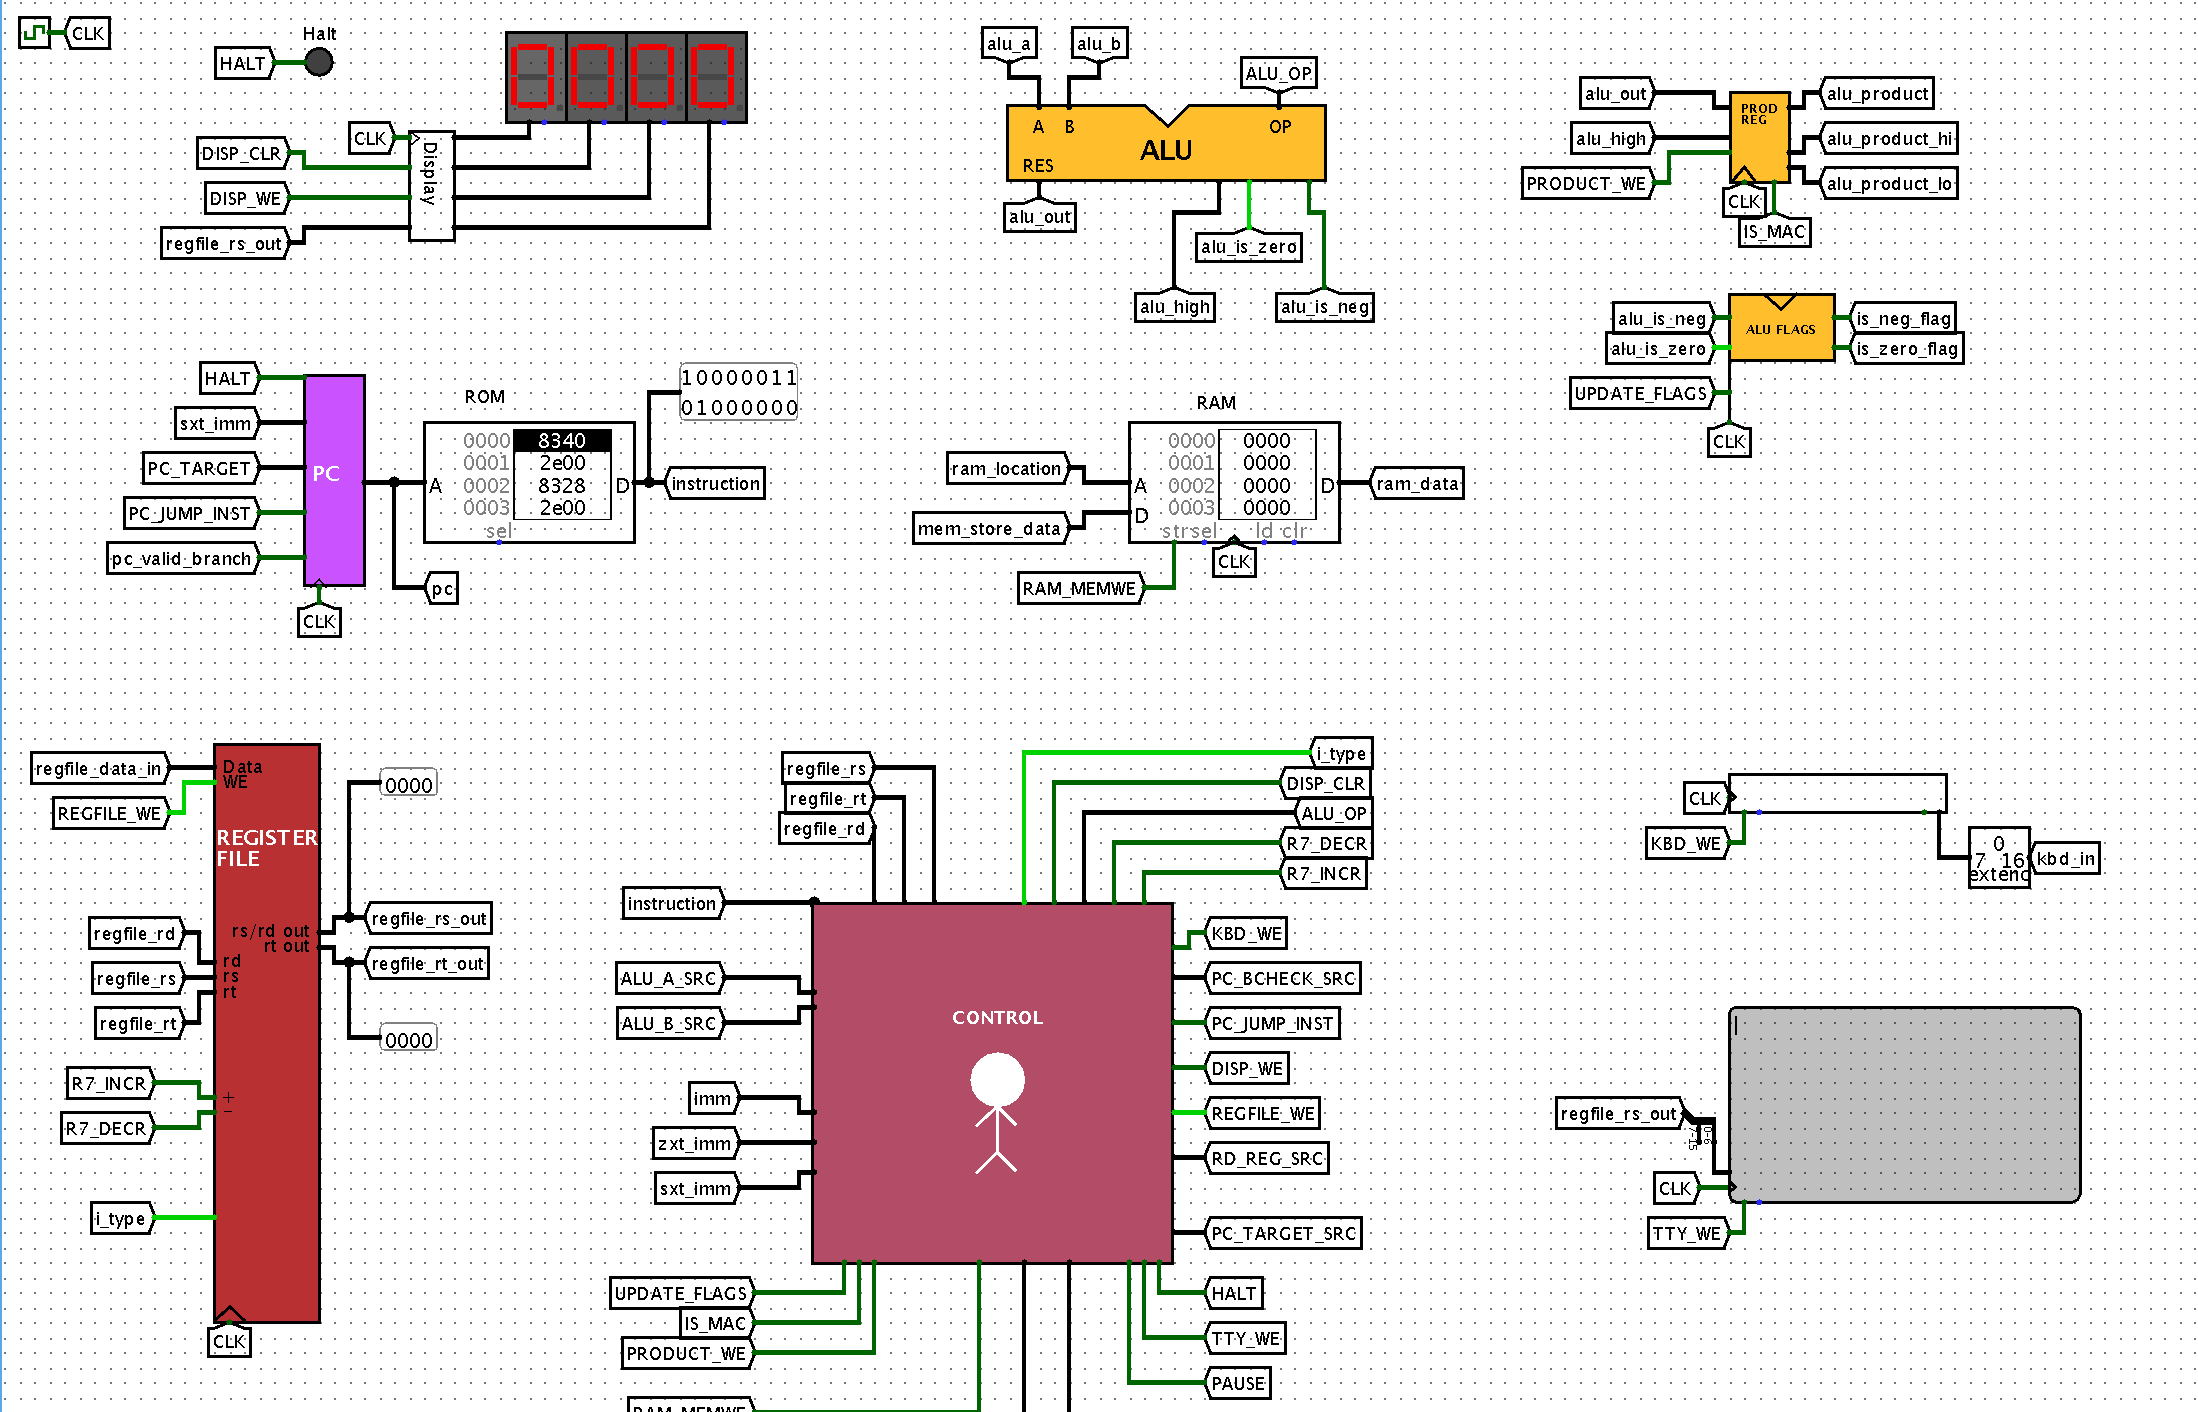 CLK
Halt
HALT
0000
CLK
DISP_CLR
DISP_WE
regfile_rs_out
Display
alu_a
alu_b
ALU_OP
A B OP
ALU
RES
alu_out
alu_is_zero
alu_high
alu_is_neg
alu_out
alu_high
PRODUCT_WE
PROD
REG
alu_product
alu_product_hi
alu_product_lo
CLK
IS_MAC
alu_is_neg
alu_is_zero
UPDATE_FLAGS
ALU FLAGS
is_neg_flag
is_zero_flag
CLK
HALT
sxt_imm
PC_TARGET
PC_JUMP_INST
pc_valid_branch
PC
CLK
ROM
0000 8340
0001 2e00
0002 8328
0003 2e00
A
D
sel
10000011
01000000
instruction
pc
RAM
ram_location
mem_store_data
0000 0000
0001 0000
0002 0000
0003 0000
A
D
D
str sel ld clr
ram_data
CLK
RAM_MEMWE
regfile_data_in
REGFILE_WE
Data
WE
REGISTER
FILE
0000
regfile_rd
regfile_rs
regfile_rt
rs/rd out
rt out
rd
rs
rt
regfile_rs_out
regfile_rt_out
0000
R7_INCR
R7_DECR
+
-
i_type
CLK
regfile_rs
regfile_rt
regfile_rd
i_type
DISP_CLR
ALU_OP
R7_DECR
R7_INCR
instruction
ALU_A_SRC
ALU_B_SRC
imm
zxt_imm
sxt_imm
CONTROL
KBD_WE
PC_BCHECK_SRC
PC_JUMP_INST
DISP_WE
REGFILE_WE
RD_REG_SRC
PC_TARGET_SRC
HALT
TTY_WE
PAUSE
UPDATE_FLAGS
IS_MAC
PRODUCT_WE
RAM_MEMWE
CLK
KBD_WE
0
7 16
extend
kbd_in
regfile_rs_out
7-15
0-6
CLK
TTY_WE